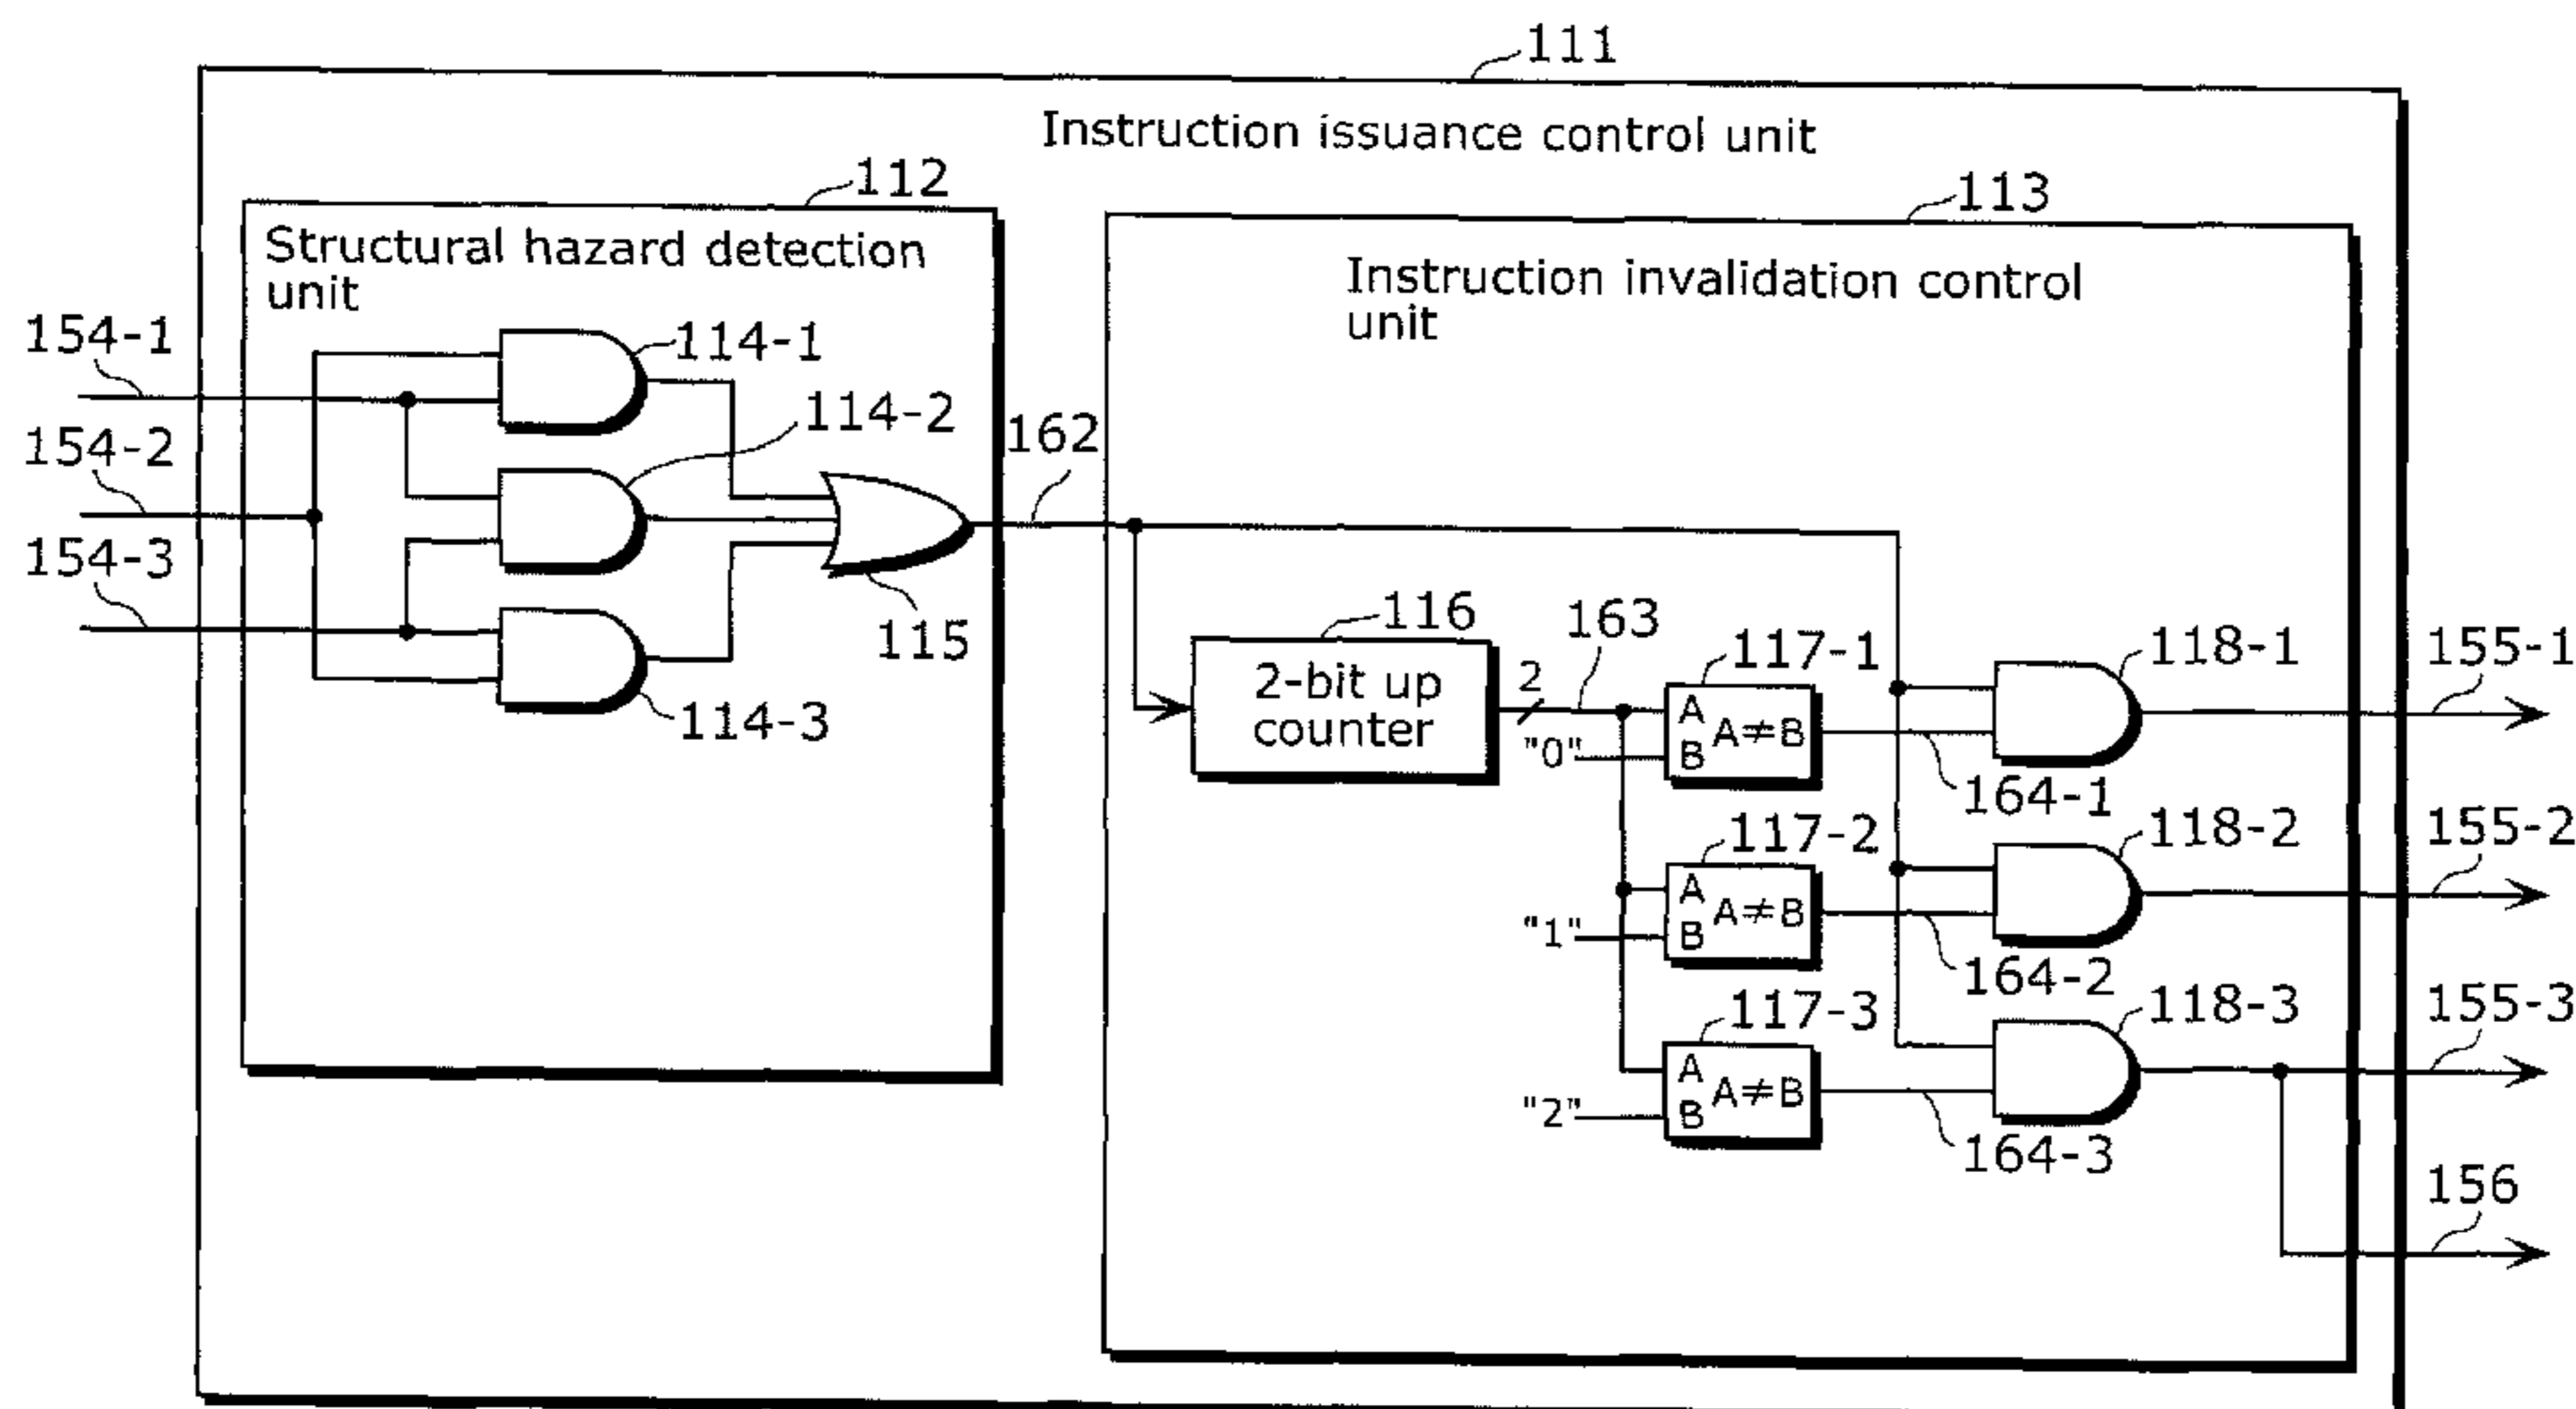 111
Instruction issuance control unit
112
113
Structural hazard detection
unit
Instruction invalidation control
unit
154-1
114-1
154-2
114-2
162
154-3
115
114-3
116
2-bit up
counter
2
163
117-1
A
B
A≠B
"0"
118-1
155-1
164-1
117-2
A
B
A≠B
"1"
118-2
155-2
164-2
117-3
A
B
A≠B
"2"
118-3
155-3
164-3
156